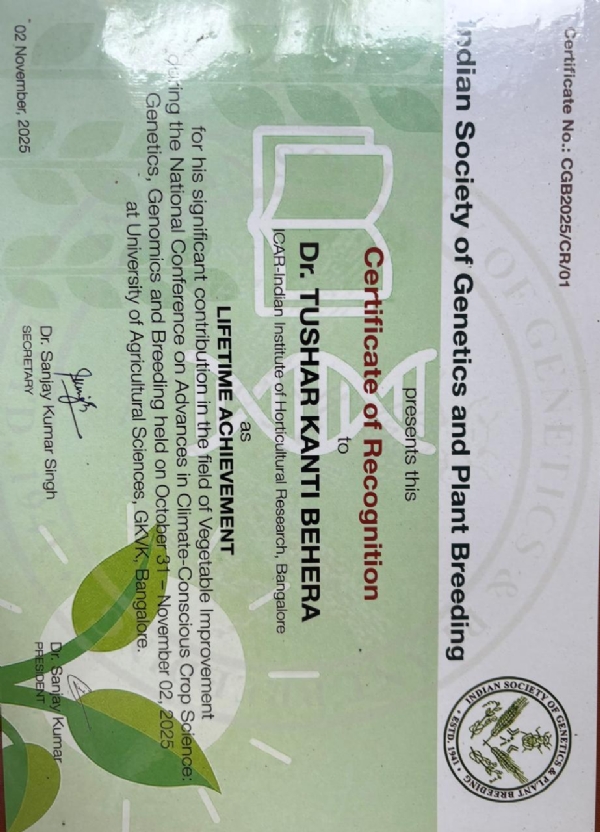 Certificate No.: CGB2025/CR/01
Indian Society of Genetics and Plant Breeding
INDIAN SOCIETY OF GENETICS & PLANT BREEDING
ESTD. 1941
presents this
Certificate of Recognition
to
Dr. TUSHAR KANTI BEHERA
ICAR-Indian Institute of Horticultural Research, Bangalore
as
LIFETIME ACHIEVEMENT
for his significant contribution in the field of Vegetable Improvement
during the National Conference on Advances in Climate-Conscious Crop Science:
Genetics, Genomics and Breeding held on October 31 – November 02, 2025
at University of Agricultural Sciences, GKVK, Bangalore.
Dr. Sanjay Kumar Singh
SECRETARY
Dr. Sanjay Kumar
PRESIDENT
02 November, 2025
OF GENETICS &